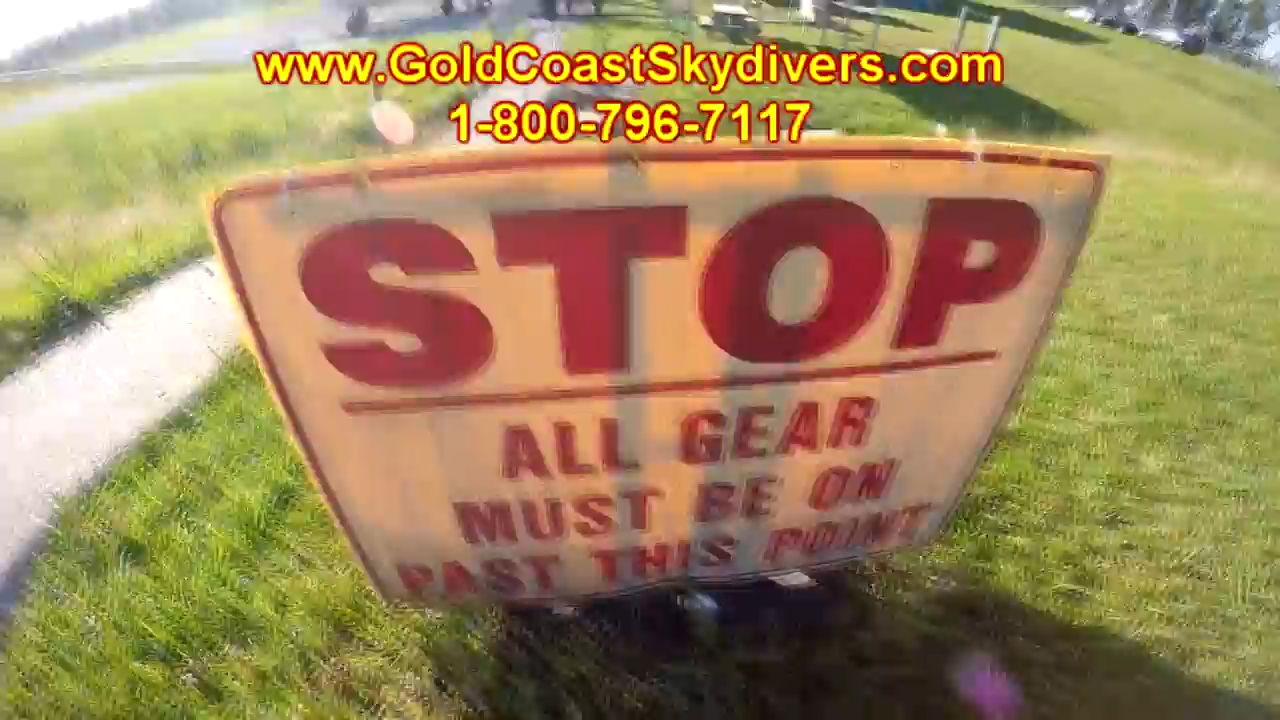 www.GoldCoastSkydivers.com
1-800-796-7117
STOP
ALL GEAR
MUST BE ON
PAST THIS POINT